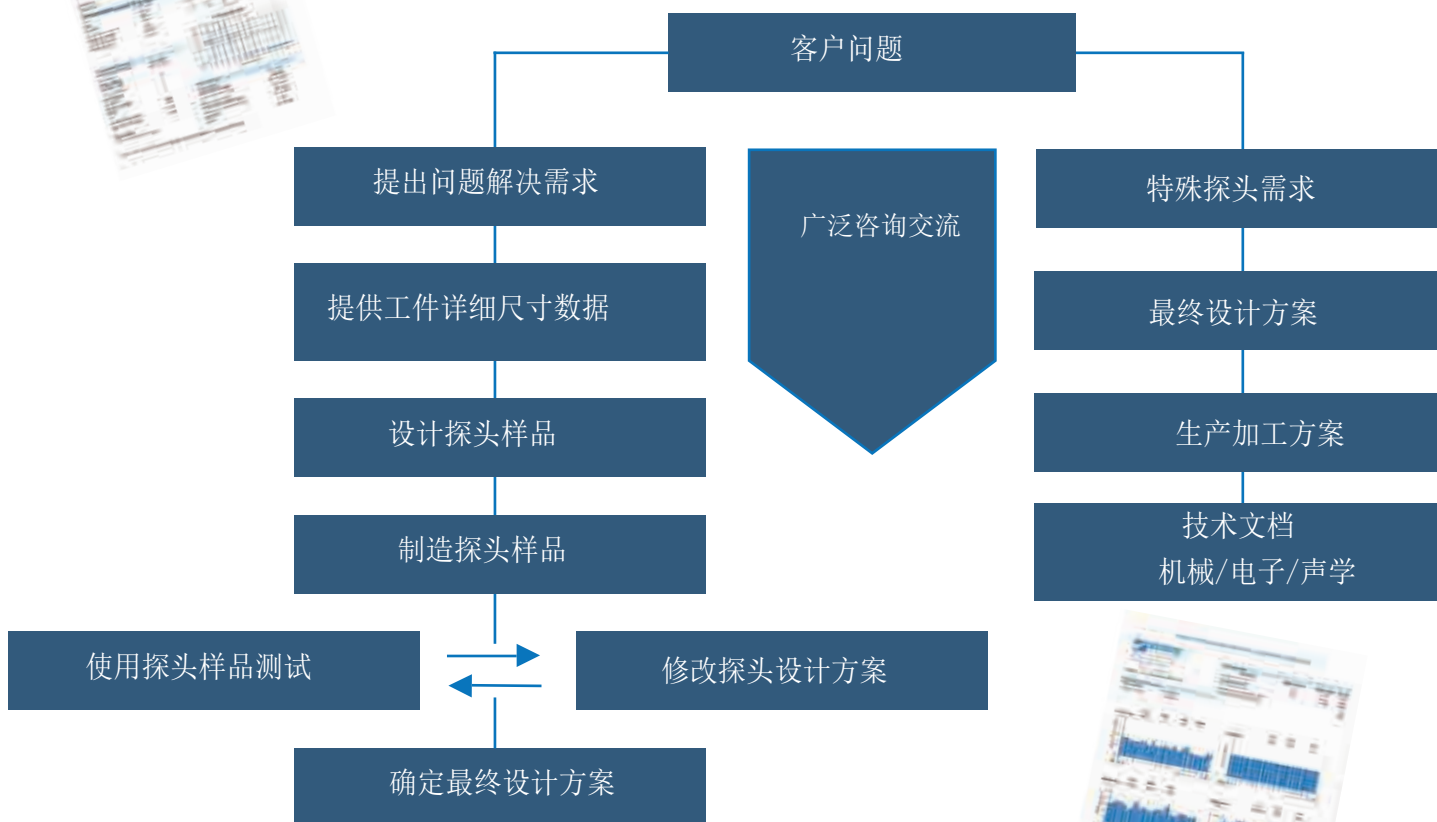 客户问题
提出问题解决需求
广泛咨询交流
特殊探头需求
提供工件详细尺寸数据
最终设计方案
设计探头样品
生产加工方案
制造探头样品
技术文档
机械/电子/声学
使用探头样品测试
修改探头设计方案
确定最终设计方案